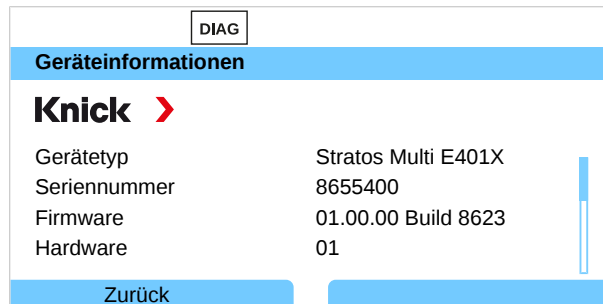 DIAG
Geräteinformationen
Knick
Gerätetyp Stratos Multi E401X
Seriennummer 8655400
Firmware 01.00.00 Build 8623
Hardware 01
Zurück